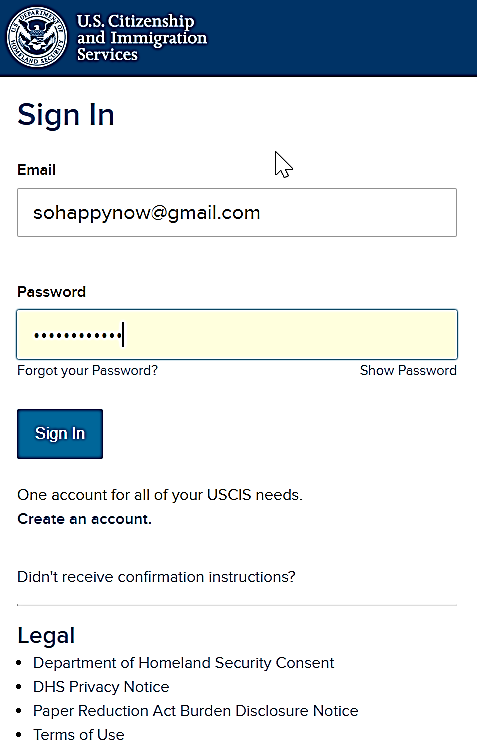 U.S. Citizenship
and Immigration
Services
Sign In
Email
sohappynow@gmail.com
Password
••••••••••••
Forgot your Password?
Show Password
Sign In
One account for all of your USCIS needs.
Create an account.
Didn't receive confirmation instructions?
Legal
• Department of Homeland Security Consent
• DHS Privacy Notice
• Paper Reduction Act Burden Disclosure Notice
• Terms of Use